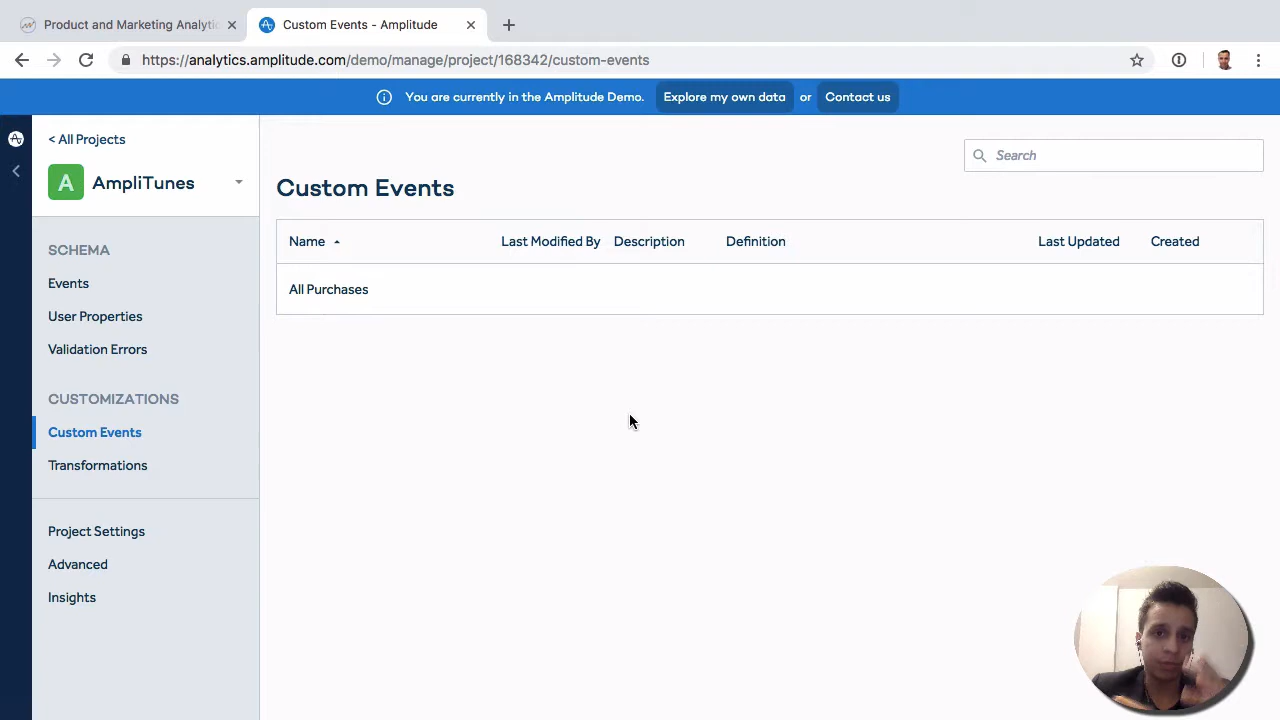 Product and Marketing Analytic
Custom Events - Amplitude
https://analytics.amplitude.com/demo/manage/project/168342/custom-events
You are currently in the Amplitude Demo. Explore my own data or Contact us
< All Projects
A AmpliTunes
SCHEMA
Events
User Properties
Validation Errors
CUSTOMIZATIONS
Custom Events
Transformations
Project Settings
Advanced
Insights
Search
Custom Events
Name Last Modified By Description Definition Last Updated Created
All Purchases